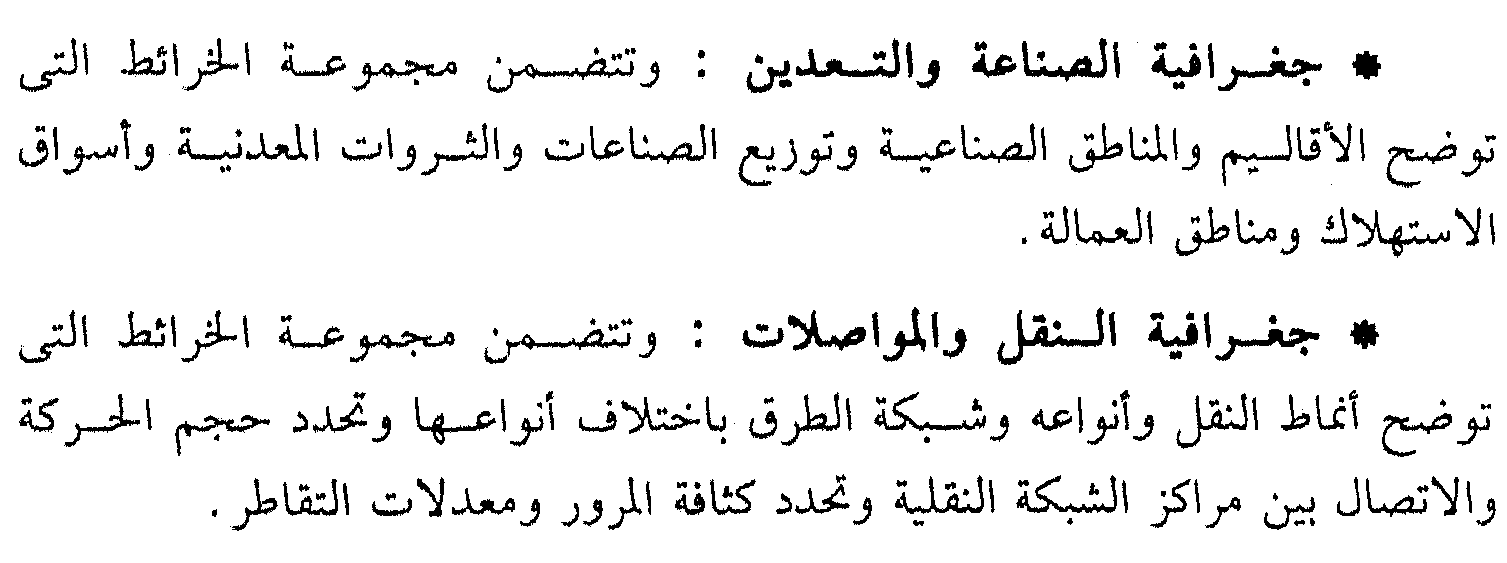 * جغرافية الصناعة والتعدين : وتتضمن مجموعة الخرائط التى
توضح الأقاليم والمناطق الصناعية وتوزيع الصناعات والثروات المعدنية وأسواق
الاستهلاك ومناطق العمالة .
* جغرافية النقل والمواصلات : وتتضمن مجموعة الخرائط التى
توضح أنماط النقل وأنواعه وشبكة الطرق باختلاف أنواعها وتحدد حجم الحركة
والاتصال بين مراكز الشبكة النقلية وتحدد كثافة المرور ومعدلات التقاطر .